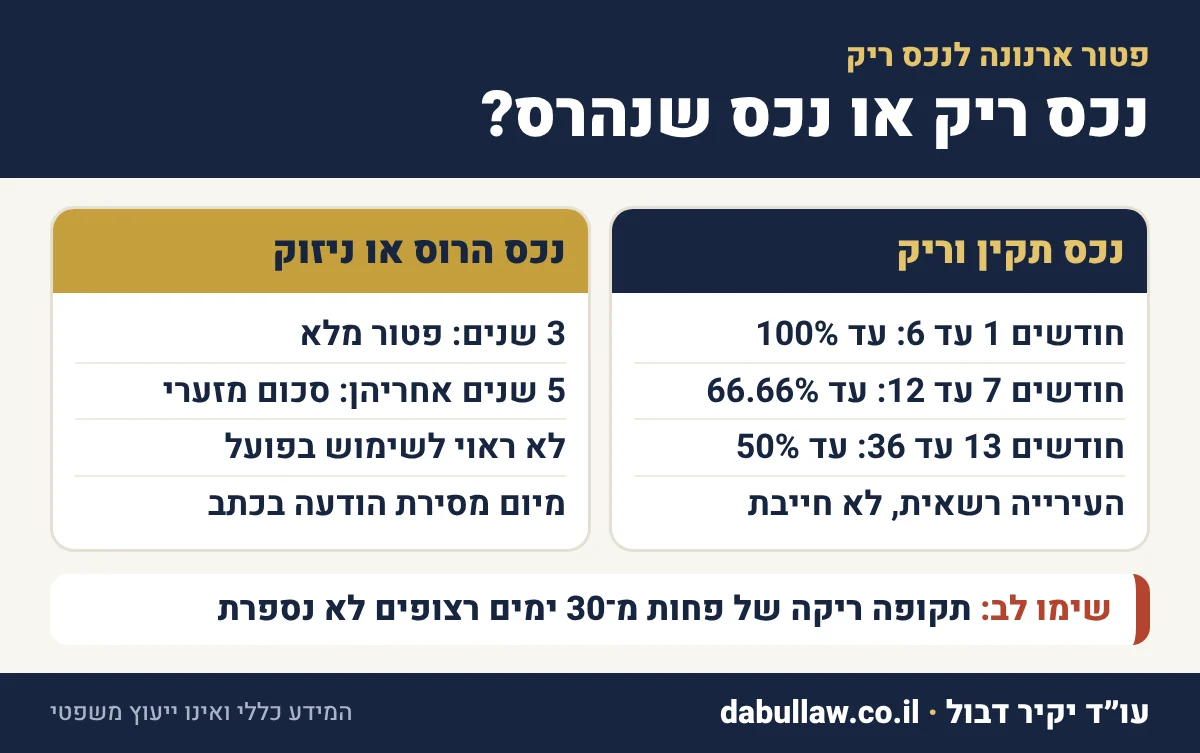 פטור ארנונה לנכס ריק
נכס ריק או נכס שנהרס?
נכס תקין וריק
חודשים 1 עד 6: עד 100%
חודשים 7 עד 12: עד 66.66%
חודשים 13 עד 36: עד 50%
העירייה רשאית, לא חייבת
נכס הרוס או ניזוק
3 שנים: פטור מלא
5 שנים אחריהן: סכום מזערי
לא ראוי לשימוש בפועל
מיום מסירת הודעה בכתב
שימו לב: תקופה ריקה של פחות מ־30 ימים רצופים לא נספרת
עו״ד יקיר דבול · dabullaw.co.il
המידע כללי ואינו ייעוץ משפטי